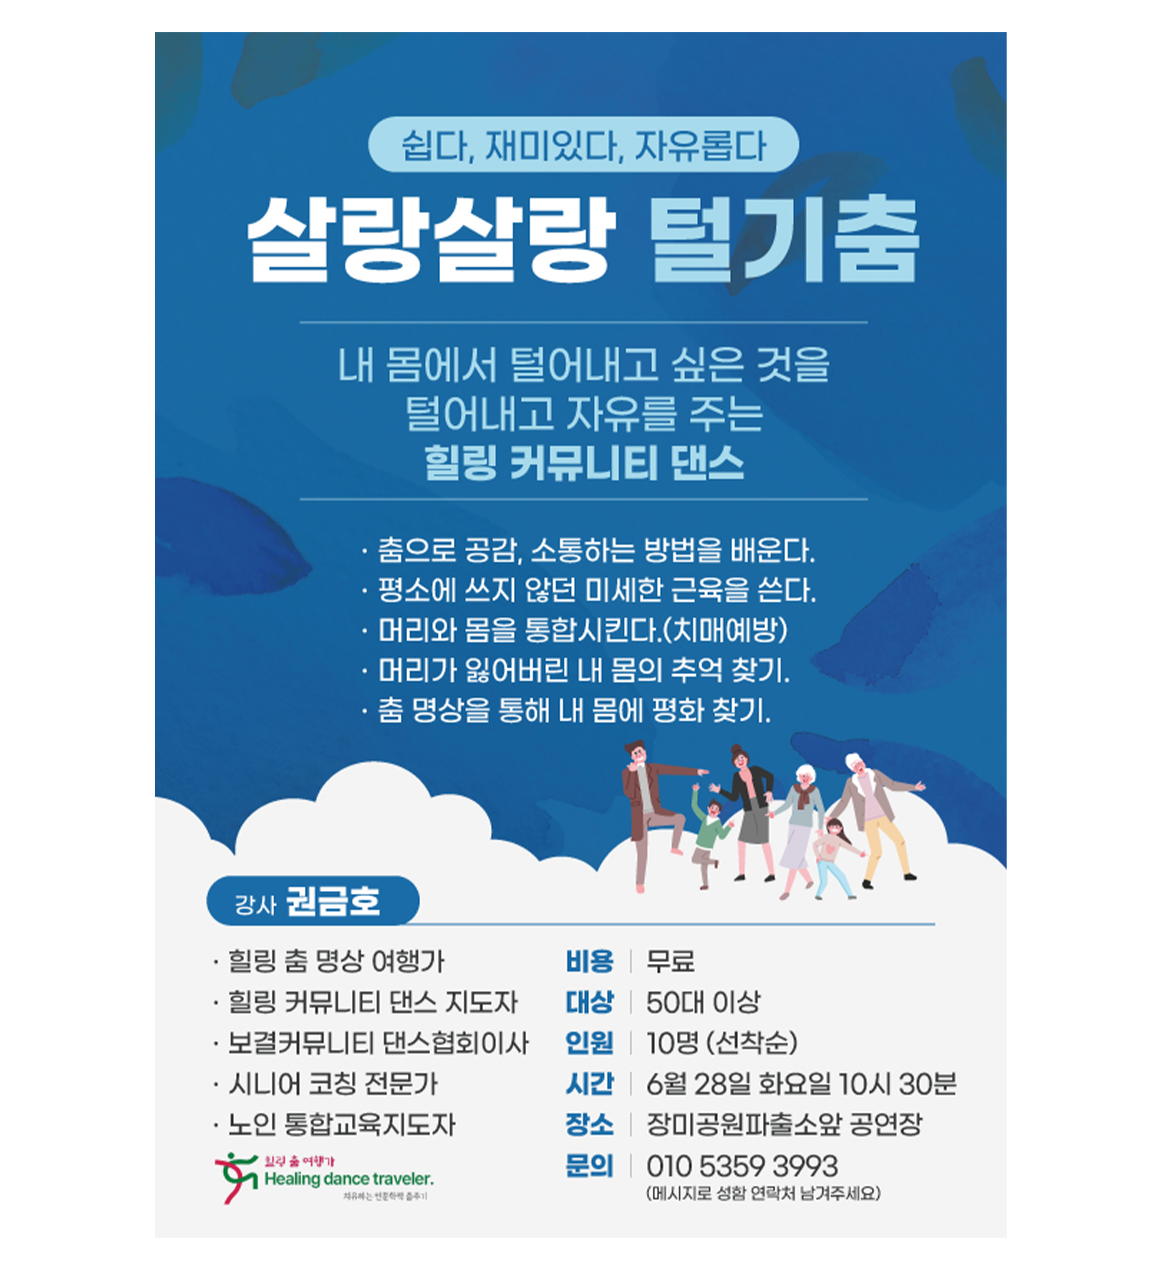 쉽다, 재미있다, 자유롭다
살랑살랑 털기춤
내 몸에서 털어내고 싶은 것을
털어내고 자유를 주는
힐링 커뮤니티 댄스
· 춤으로 공감, 소통하는 방법을 배운다.
· 평소에 쓰지 않던 미세한 근육을 쓴다.
· 머리와 몸을 통합시킨다.(치매예방)
· 머리가 잃어버린 내 몸의 추억 찾기.
· 춤 명상을 통해 내 몸에 평화 찾기.
강사 권금호
· 힐링 춤 명상 여행가
· 힐링 커뮤니티 댄스 지도자
· 보결커뮤니티 댄스협회이사
· 시니어 코칭 전문가
· 노인 통합교육지도자
힐링 춤 여행가
Healing dance traveler.
치유하는 인문학적 춤추기
비용 무료
대상 50대 이상
인원 10명 (선착순)
시간 6월 28일 화요일 10시 30분
장소 장미공원파출소앞 공연장
문의 010 5359 3993
(메시지로 성함 연락처 남겨주세요)